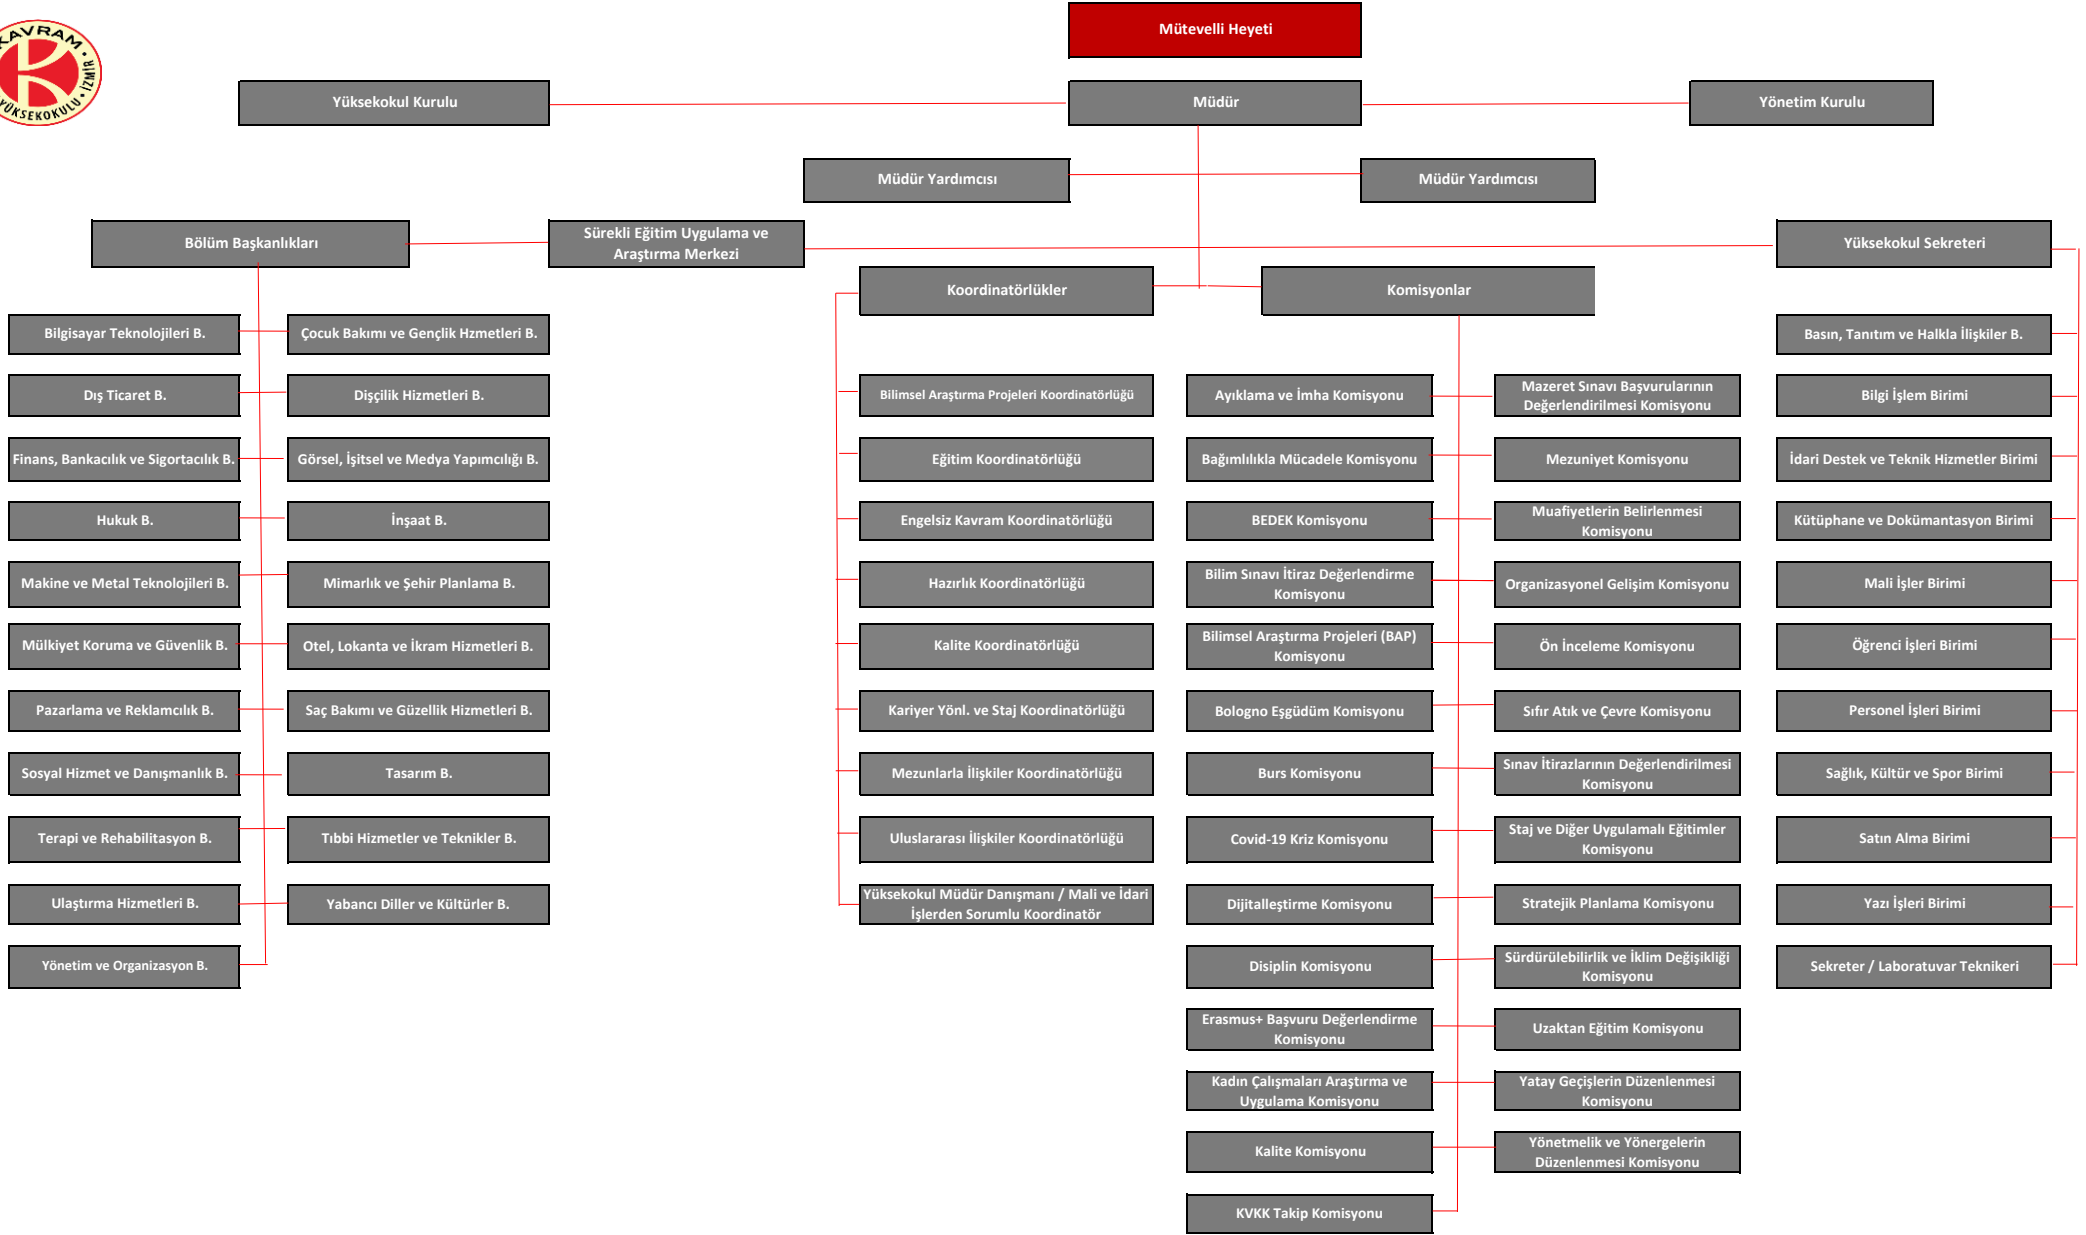 KAVRAM
YÜKSEKOKULU
İZMİR
Mütevelli Heyeti
Yüksekokul Kurulu
Müdür
Yönetim Kurulu
Müdür Yardımcısı
Müdür Yardımcısı
Bölüm Başkanlıkları
Sürekli Eğitim Uygulama ve
Araştırma Merkezi
Yüksekokul Sekreteri
Koordinatörlükler
Komisyonlar
Bilgisayar Teknolojileri B.
Çocuk Bakımı ve Gençlik Hzmetleri B.
Dış Ticaret B.
Dişçilik Hizmetleri B.
Finans, Bankacılık ve Sigortacılık B.
Görsel, İşitsel ve Medya Yapımcılığı B.
Hukuk B.
İnşaat B.
Makine ve Metal Teknolojileri B.
Mimarlık ve Şehir Planlama B.
Mülkiyet Koruma ve Güvenlik B.
Otel, Lokanta ve İkram Hizmetleri B.
Pazarlama ve Reklamcılık B.
Saç Bakımı ve Güzellik Hizmetleri B.
Sosyal Hizmet ve Danışmanlık B.
Tasarım B.
Terapi ve Rehabilitasyon B.
Tıbbi Hizmetler ve Teknikler B.
Ulaştırma Hizmetleri B.
Yabancı Diller ve Kültürler B.
Yönetim ve Organizasyon B.
Bilimsel Araştırma Projeleri Koordinatörlüğü
Eğitim Koordinatörlüğü
Engelsiz Kavram Koordinatörlüğü
Hazırlık Koordinatörlüğü
Kalite Koordinatörlüğü
Kariyer Yönl. ve Staj Koordinatörlüğü
Mezunlarla İlişkiler Koordinatörlüğü
Uluslararası İlişkiler Koordinatörlüğü
Yüksekokul Müdür Danışmanı / Mali ve İdari
İşlerden Sorumlu Koordinatör
Ayıklama ve İmha Komisyonu
Mazeret Sınavı Başvurularının
Değerlendirilmesi Komisyonu
Bağımlılıkla Mücadele Komisyonu
Mezuniyet Komisyonu
BEDEK Komisyonu
Muafiyetlerin Belirlenmesi
Komisyonu
Bilim Sınavı İtiraz Değerlendirme
Komisyonu
Organizasyonel Gelişim Komisyonu
Bilimsel Araştırma Projeleri (BAP)
Komisyonu
Ön İnceleme Komisyonu
Bologno Eşgüdüm Komisyonu
Sıfır Atık ve Çevre Komisyonu
Burs Komisyonu
Sınav İtirazlarının Değerlendirilmesi
Komisyonu
Covid-19 Kriz Komisyonu
Staj ve Diğer Uygulamalı Eğitimler
Komisyonu
Dijitalleştirme Komisyonu
Stratejik Planlama Komisyonu
Disiplin Komisyonu
Sürdürülebilirlik ve İklim Değişikliği
Komisyonu
Erasmus+ Başvuru Değerlendirme
Komisyonu
Uzaktan Eğitim Komisyonu
Kadın Çalışmaları Araştırma ve
Uygulama Komisyonu
Yatay Geçişlerin Düzenlenmesi
Komisyonu
Kalite Komisyonu
Yönetmelik ve Yönergelerin
Düzenlenmesi Komisyonu
KVKK Takip Komisyonu
Basın, Tanıtım ve Halkla İlişkiler B.
Bilgi İşlem Birimi
İdari Destek ve Teknik Hizmetler Birimi
Kütüphane ve Dokümantasyon Birimi
Mali İşler Birimi
Öğrenci İşleri Birimi
Personel İşleri Birimi
Sağlık, Kültür ve Spor Birimi
Satın Alma Birimi
Yazı İşleri Birimi
Sekreter / Laboratuvar Teknikeri